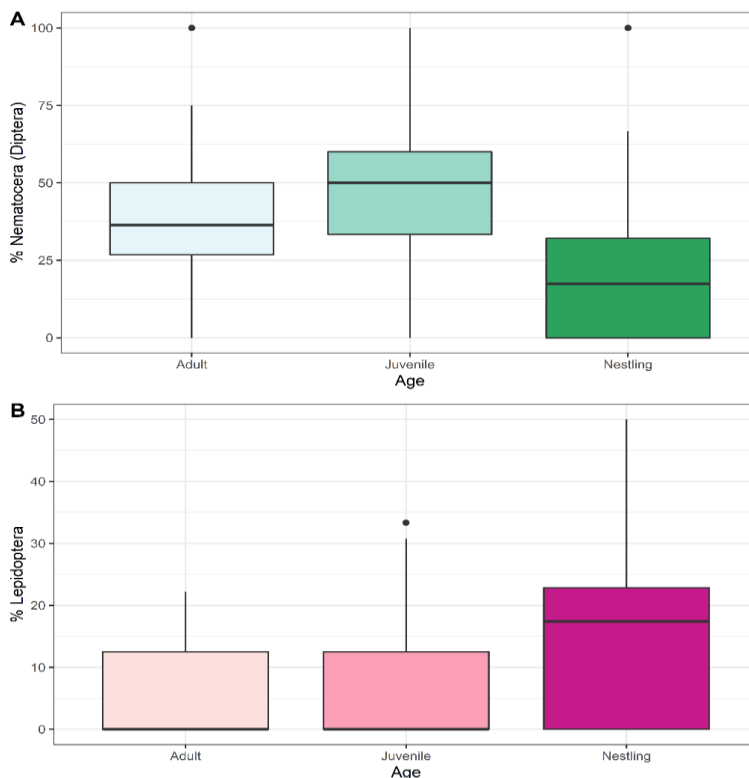 A
100
75
50
25
0
% Nematocera (Diptera)
Adult Juvenile Nestling
Age
B
50
40
30
20
10
0
% Lepidoptera
Adult Juvenile Nestling
Age